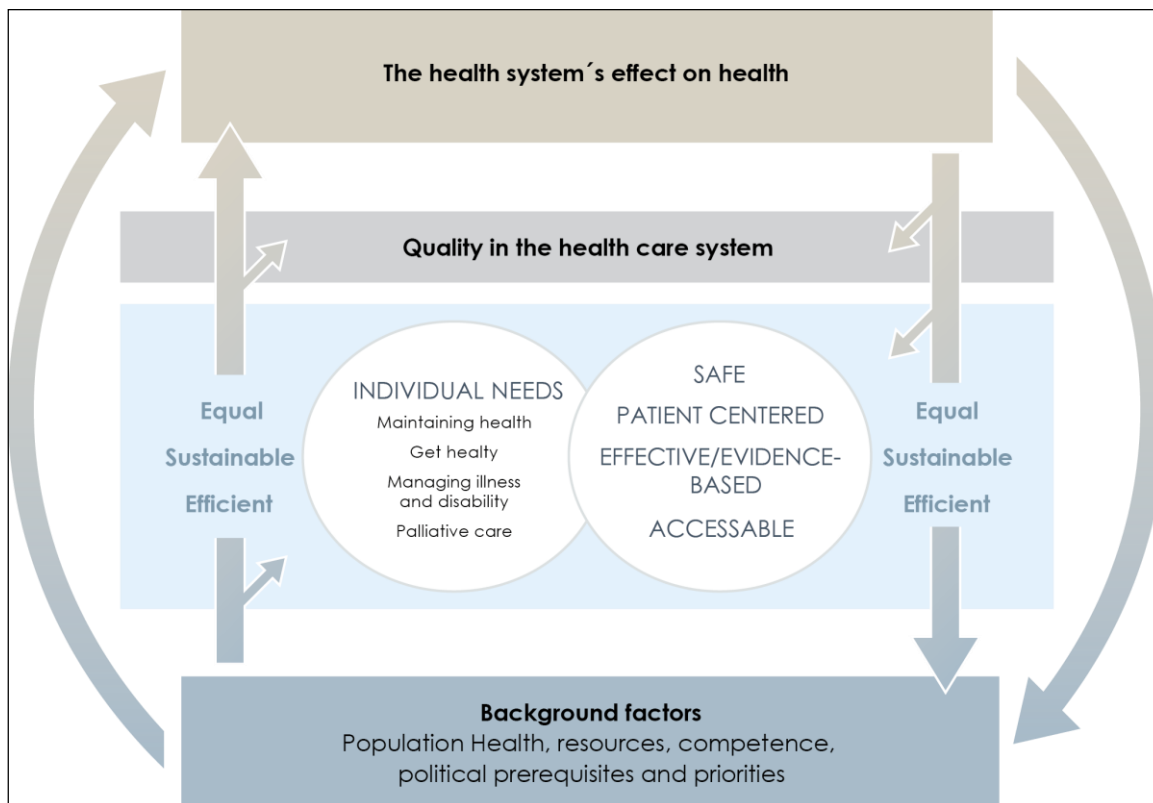 The health system´s effect on health
Quality in the health care system
Equal
Sustainable
Efficient
INDIVIDUAL NEEDS
Maintaining health
Get healty
Managing illness
and disability
Palliative care
SAFE
PATIENT CENTERED
EFFECTIVE/EVIDENCE-
BASED
ACCESSABLE
Equal
Sustainable
Efficient
Background factors
Population Health, resources, competence,
political prerequisites and priorities